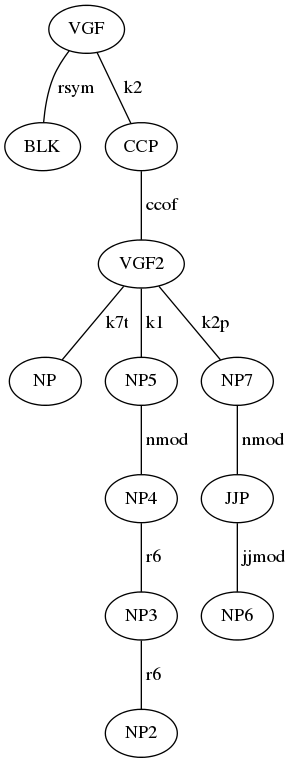 VGF
rsym k2
BLK CCP
ccof
VGF2
k7t k1 k2p
NP NP5 NP7
nmod nmod
NP4 JJP
r6 jjmod
NP3 NP6
r6
NP2